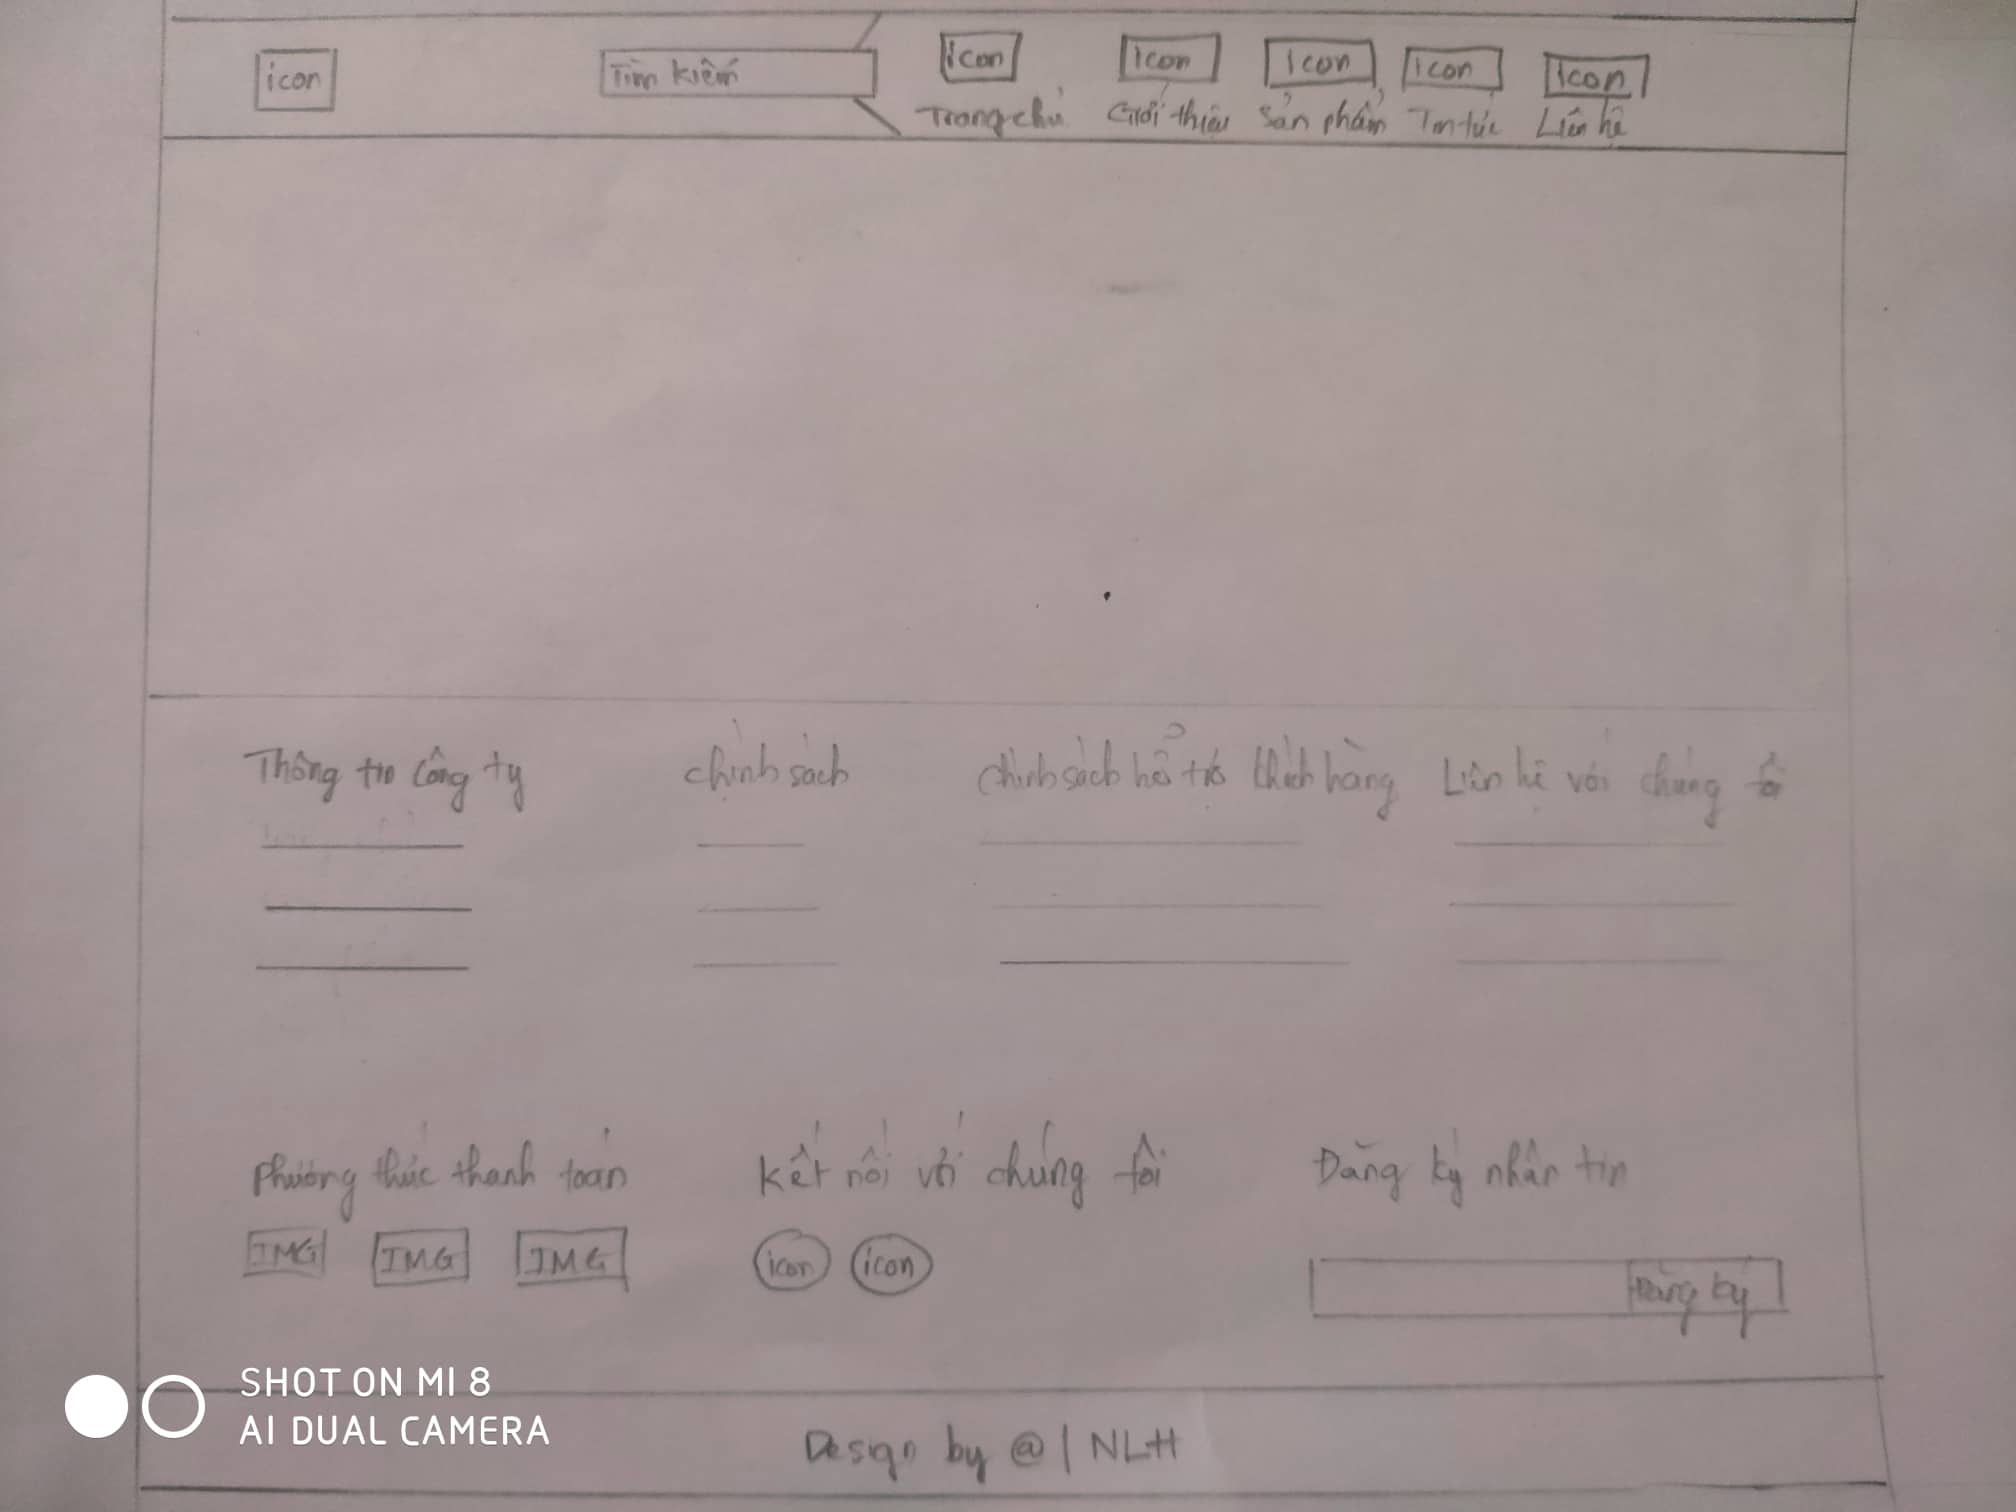 icon
Tìm kiếm
icon icon icon icon icon
Trang chủ Giới thiệu Sản phẩm Tin tức Liên hệ
Thông tin công ty chính sách chính sách hổ trợ khách hàng Liên hệ với chúng tôi
Phương thức thanh toán kết nối với chúng tôi Đăng ký nhận tin
IMG IMG IMG icon icon Đăng ký
SHOT ON MI 8
AI DUAL CAMERA
Design by @ | NLH